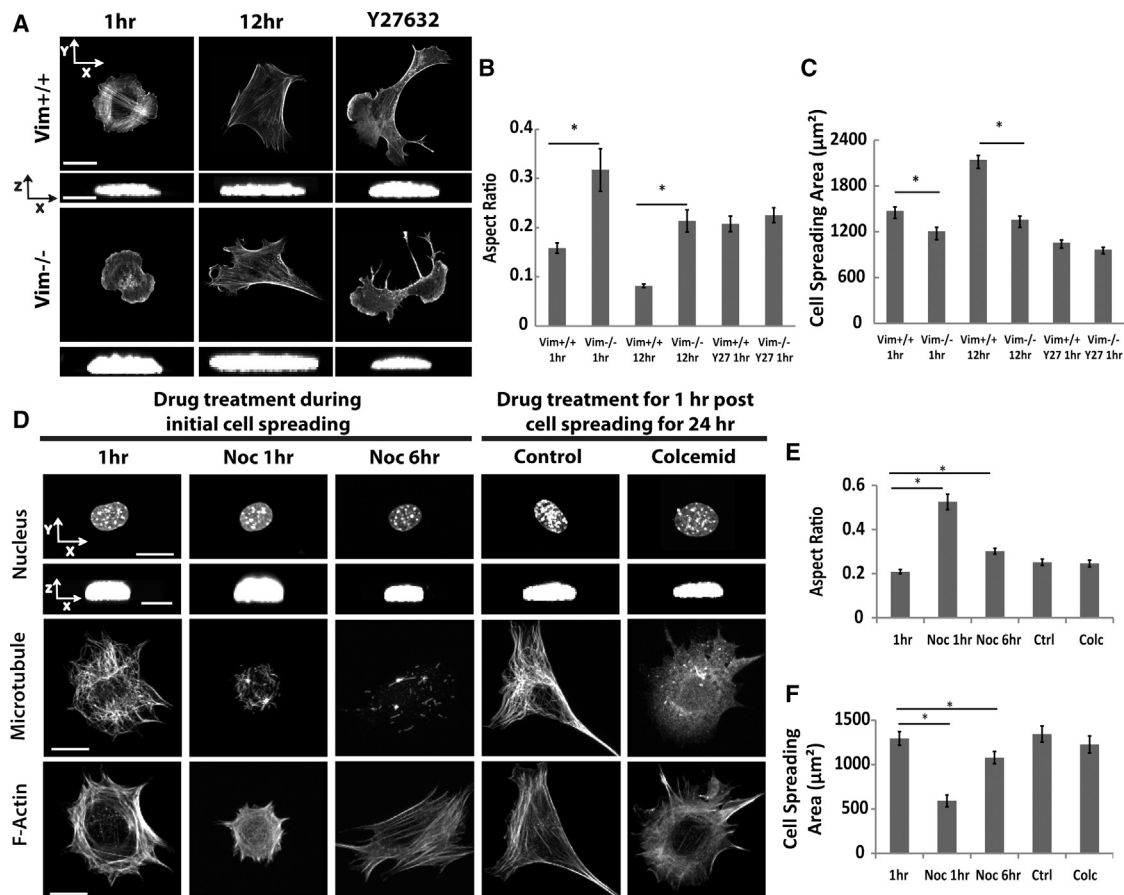 A
1hr
12hr
Y27632
Vim+/+
Y
X
Z
X
Vim-/-
B
Aspect Ratio
0.4
0.3
0.2
0.1
0
*
*
Vim+/+ Vim-/- Vim+/+ Vim-/- Vim+/+ Vim-/-
1hr 1hr 12hr 12hr Y27 1hr Y27 1hr
C
Cell Spreading Area (µm²)
2400
1800
1200
600
0
*
*
Vim+/+ Vim-/- Vim+/+ Vim-/- Vim+/+ Vim-/-
1hr 1hr 12hr 12hr Y27 1hr Y27 1hr
D
Drug treatment during
initial cell spreading
Drug treatment for 1 hr post
cell spreading for 24 hr
1hr
Noc 1hr
Noc 6hr
Control
Colcemid
Nucleus
Y
X
Z
X
Microtubule
F-Actin
E
Aspect Ratio
0.6
0.4
0.2
0
*
*
1hr Noc 1hr Noc 6hr Ctrl Colc
F
Cell Spreading
Area (µm²)
1500
1000
500
0
*
*
1hr Noc 1hr Noc 6hr Ctrl Colc